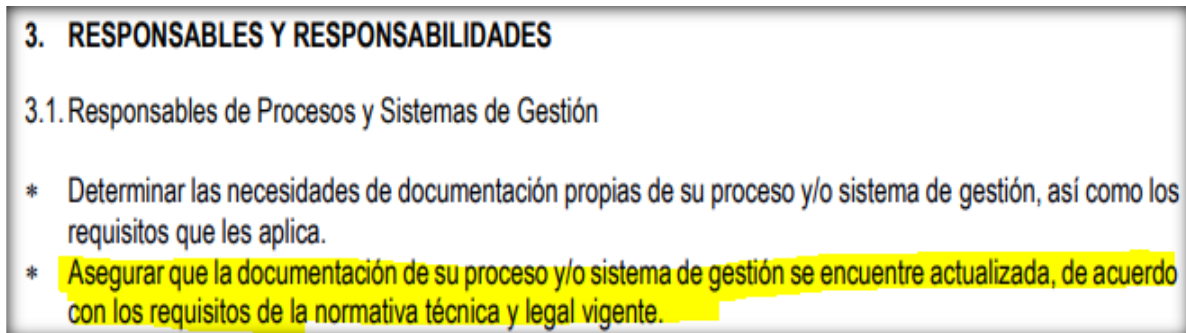 3. RESPONSABLES Y RESPONSABILIDADES
3.1. Responsables de Procesos y Sistemas de Gestión
* Determinar las necesidades de documentación propias de su proceso y/o sistema de gestión, así como los
requisitos que les aplica.
* Asegurar que la documentación de su proceso y/o sistema de gestión se encuentre actualizada, de acuerdo
con los requisitos de la normativa técnica y legal vigente.